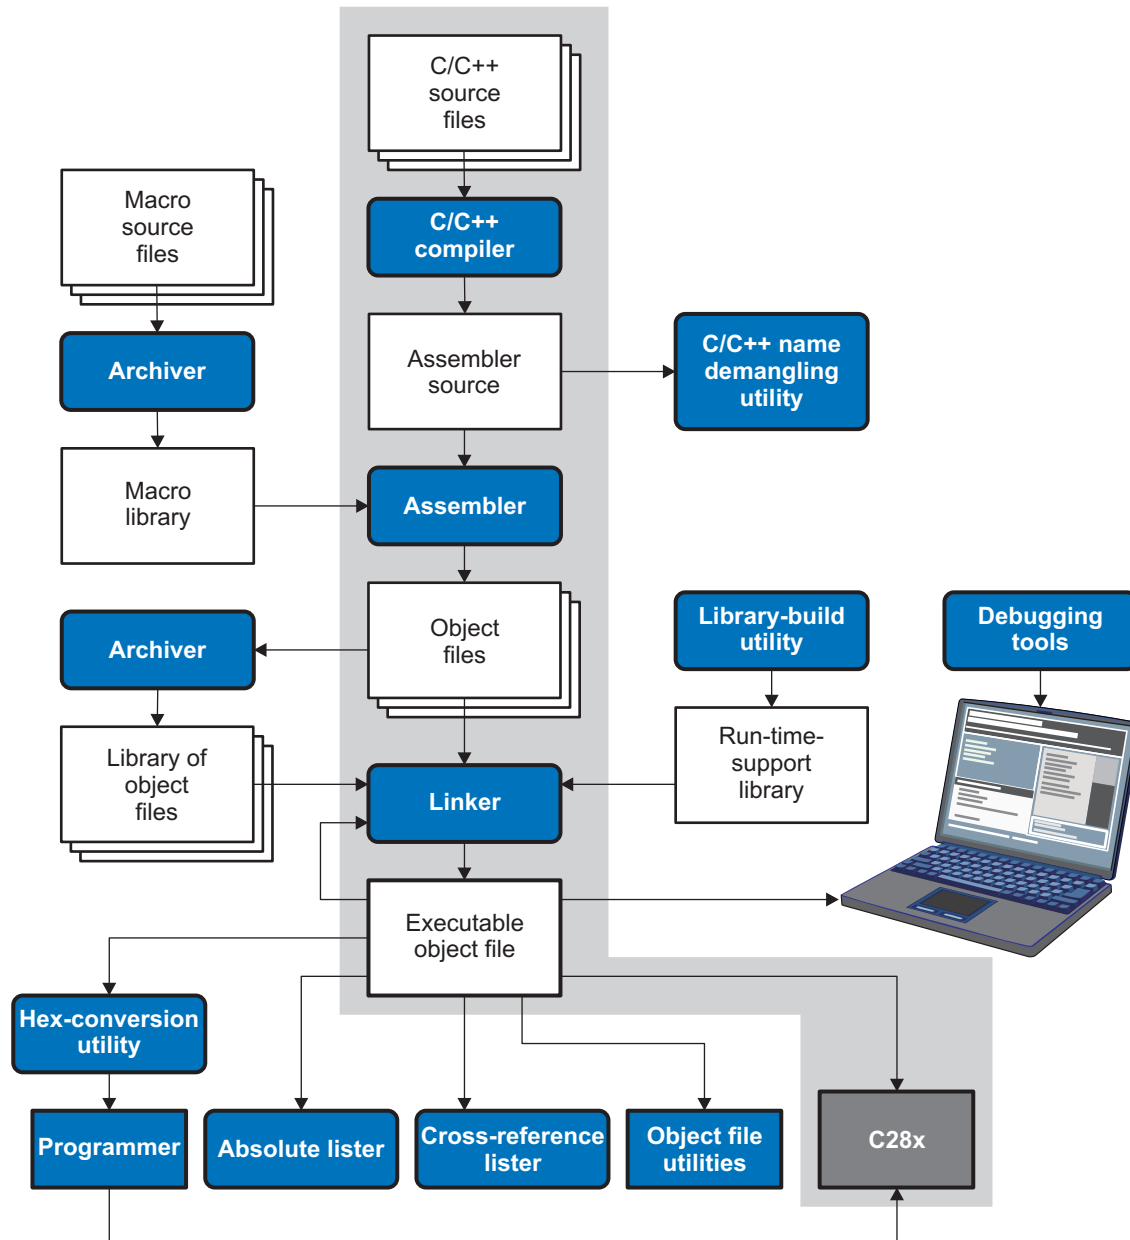 C/C++
source
files
Macro
source
files
C/C++
compiler
Archiver
Assembler
source
C/C++ name
demangling
utility
Macro
library
Assembler
Archiver
Object
files
Library-build
utility
Debugging
tools
Library of
object
files
Linker
Run-time-
support
library
Executable
object file
Hex-conversion
utility
Programmer
Absolute lister
Cross-reference
lister
Object file
utilities
C28x